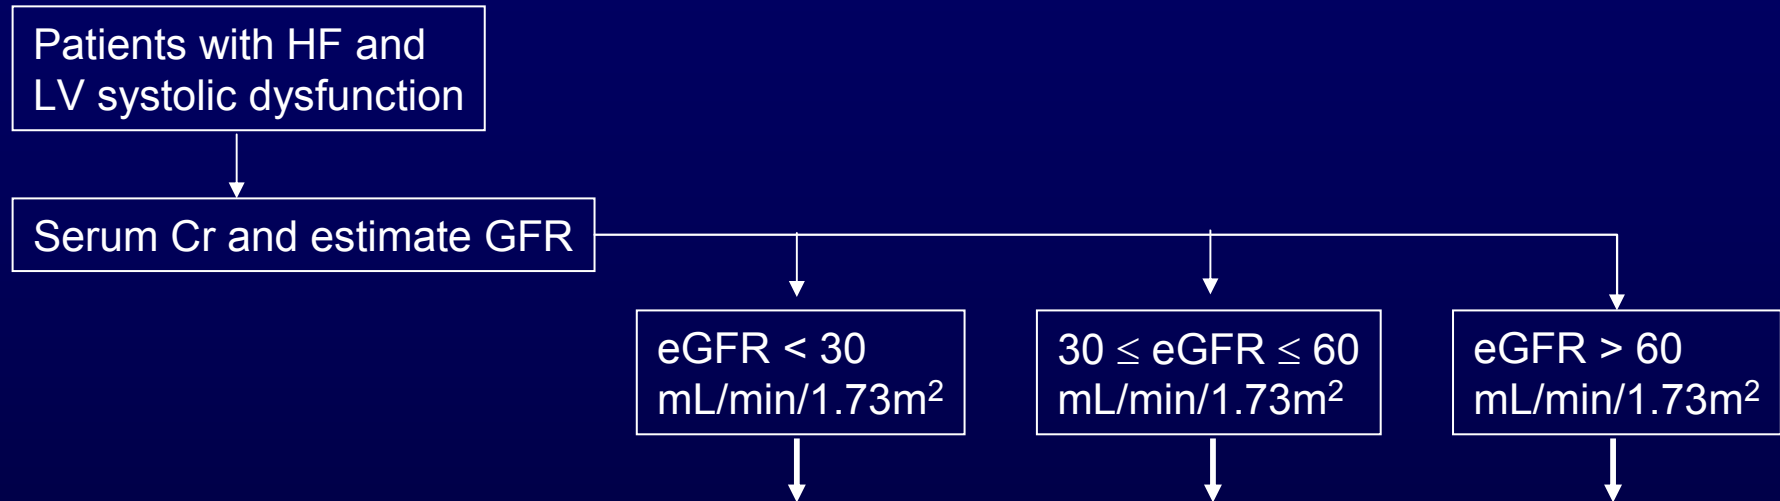 Patients with HF and
LV systolic dysfunction
Serum Cr and estimate GFR
eGFR < 30
mL/min/1.73m²
30 ≤ eGFR ≤ 60
mL/min/1.73m²
eGFR > 60
mL/min/1.73m²